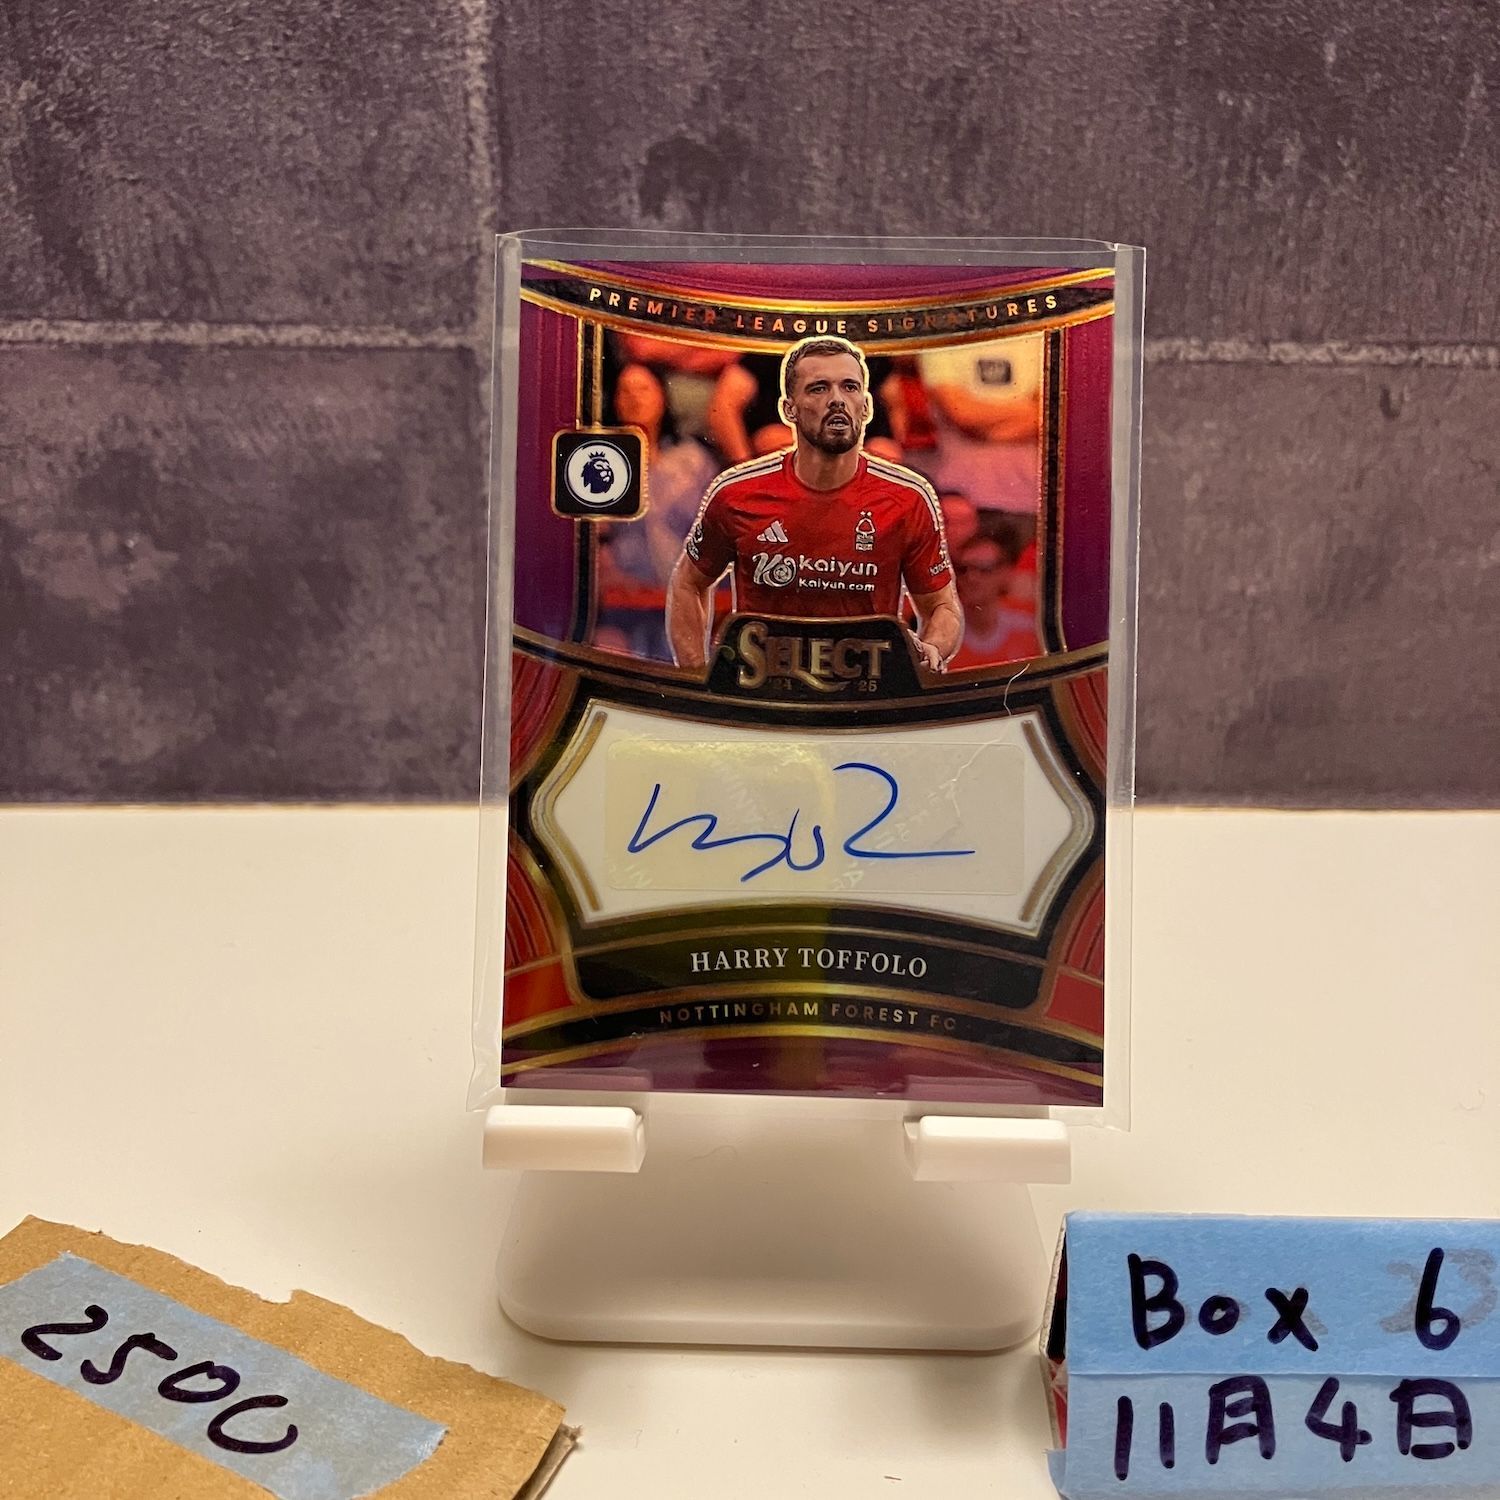 PREMIER LEAGUE SIGNATURES
kaiyun
kaiyun.com
SELECT
24 25
HARRY TOFFOLO
NOTTINGHAM FOREST FC
2500
Box 6
11月4日